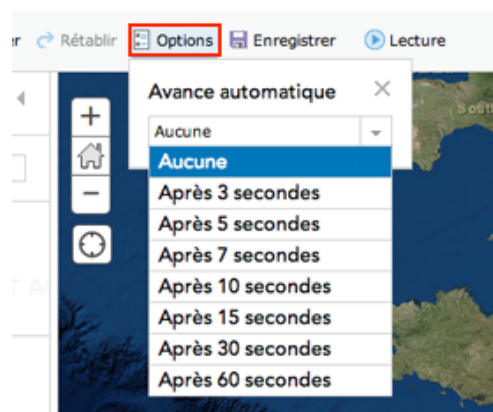 r Rétablir Options Enregistrer Lecture
Avance automatique
Aucune
Aucune
Après 3 secondes
Après 5 secondes
Après 7 secondes
Après 10 secondes
Après 15 secondes
Après 30 secondes
Après 60 secondes